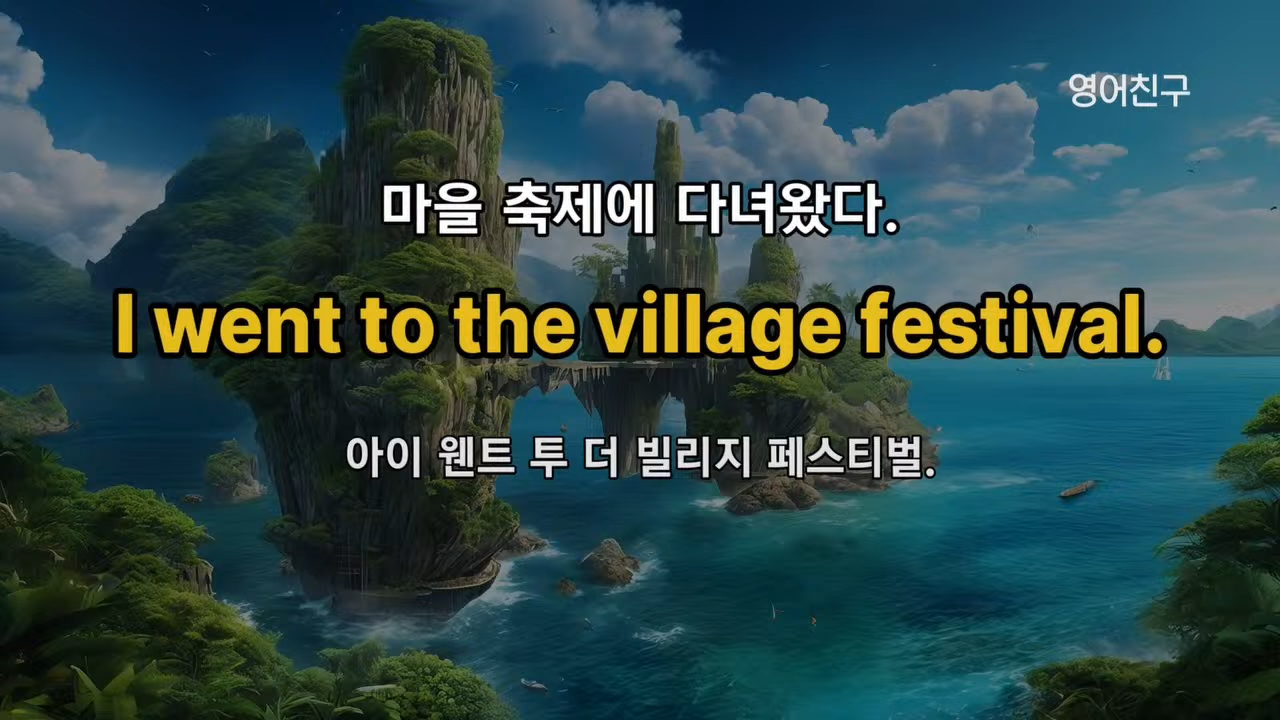 영어친구
마을 축제에 다녀왔다.
I went to the village festival.
아이 웬트 투 더 빌리지 페스티벌.